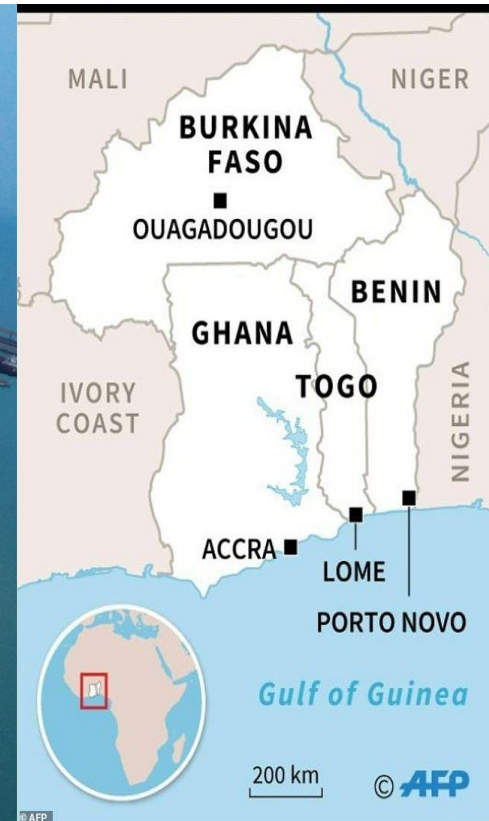 MALI
NIGER
BURKINA
FASO
OUAGADOUGOU
BENIN
GHANA
TOGO
IVORY
COAST
NIGERIA
ACCRA
LOME
PORTO NOVO
Gulf of Guinea
200 km
© AFP
© AFP